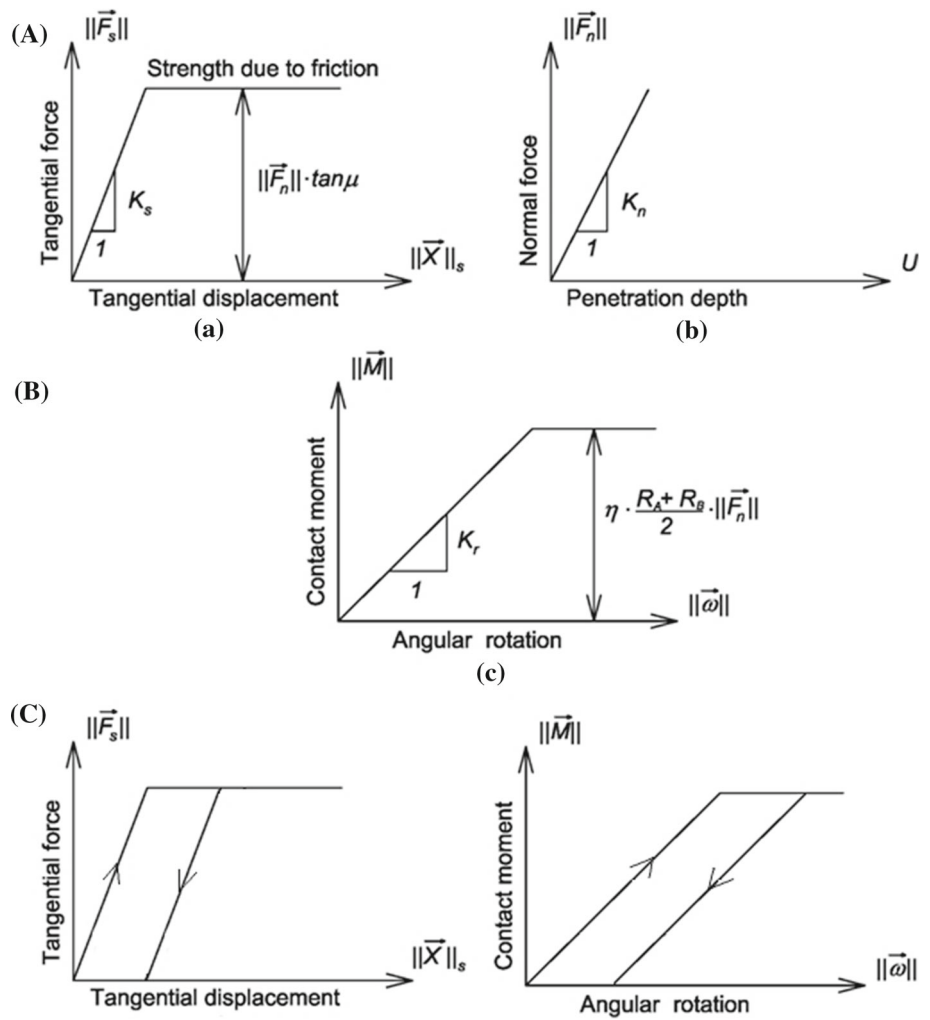 (A)
||F⃗s||
Tangential force
Strength due to friction
||F⃗n||·tanμ
Ks
1
||X⃗||s
Tangential displacement
(a)
||F⃗n||
Normal force
Kn
1
U
Penetration depth
(b)
(B)
||M⃗||
Contact moment
η · (RA + RB)/2 · ||F⃗n||
Kr
1
||ω⃗||
Angular rotation
(c)
(C)
||F⃗s||
Tangential force
||X⃗||s
Tangential displacement
||M⃗||
Contact moment
||ω⃗||
Angular rotation